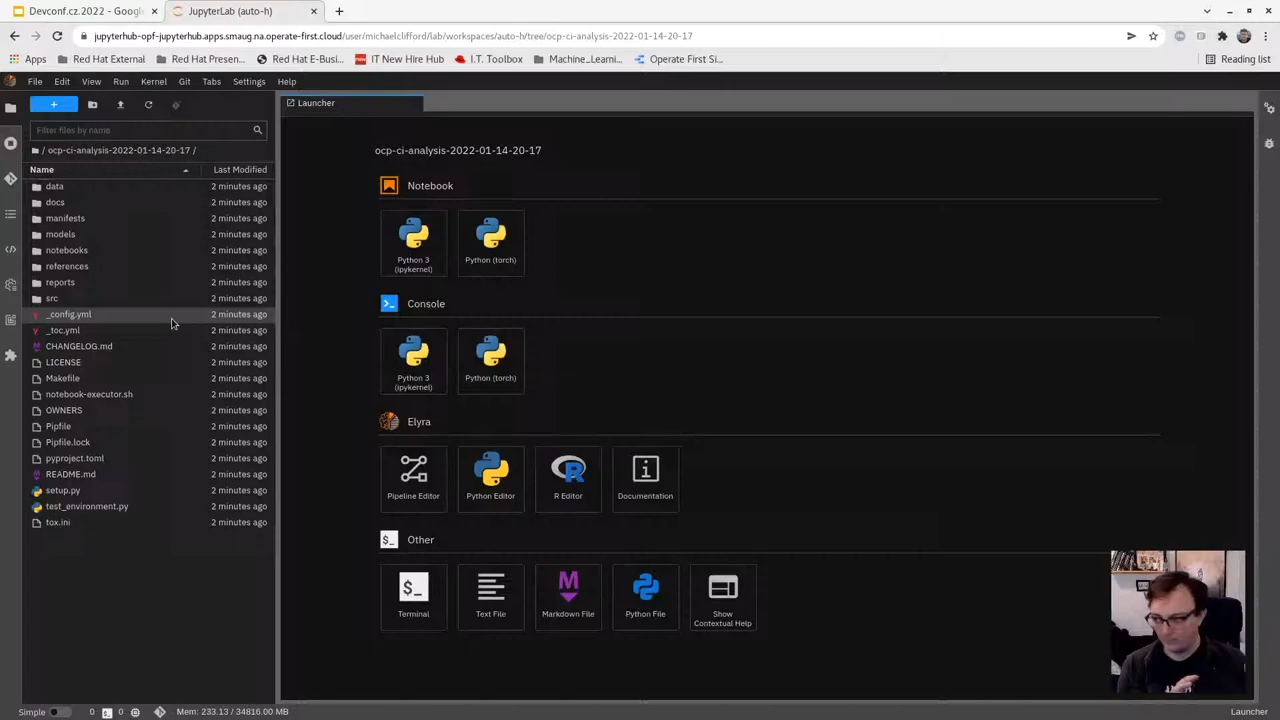 Devconf.cz.2022 - Goog
JupyterLab (auto-h)
jupyterhub-opf-jupyterhub.apps.smaug.na.operate-first.cloud/user/michaelclifford/lab/workspaces/auto-h/tree/ocp-ci-analysis-2022-01-14-20-17
Apps Red Hat External Red Hat Presen... Red Hat E-Busi... IT New Hire Hub I.T. Toolbox Machine_Learni... Operate First Si... Reading list
File Edit View Run Kernel Git Tabs Settings Help
Launcher
Filter files by name
/ ocp-ci-analysis-2022-01-14-20-17 /
Name Last Modified
data 2 minutes ago
docs 2 minutes ago
manifests 2 minutes ago
models 2 minutes ago
notebooks 2 minutes ago
references 2 minutes ago
reports 2 minutes ago
src 2 minutes ago
_config.yml 2 minutes ago
_toc.yml 2 minutes ago
CHANGELOG.md 2 minutes ago
LICENSE 2 minutes ago
Makefile 2 minutes ago
notebook-executor.sh 2 minutes ago
OWNERS 2 minutes ago
Pipfile 2 minutes ago
Pipfile.lock 2 minutes ago
pyproject.toml 2 minutes ago
README.md 2 minutes ago
setup.py 2 minutes ago
test_environment.py 2 minutes ago
tox.ini 2 minutes ago
ocp-ci-analysis-2022-01-14-20-17
Notebook
Python 3 (ipykernel)
Python (torch)
Console
Python 3 (ipykernel)
Python (torch)
Elyra
Pipeline Editor
Python Editor
R Editor
Documentation
$_ Other
$_
Terminal
Text File
Markdown File
Python File
Show Contextual Help
Simple 0 $_ 0 Mem: 233.13 / 34816.00 MB Launcher